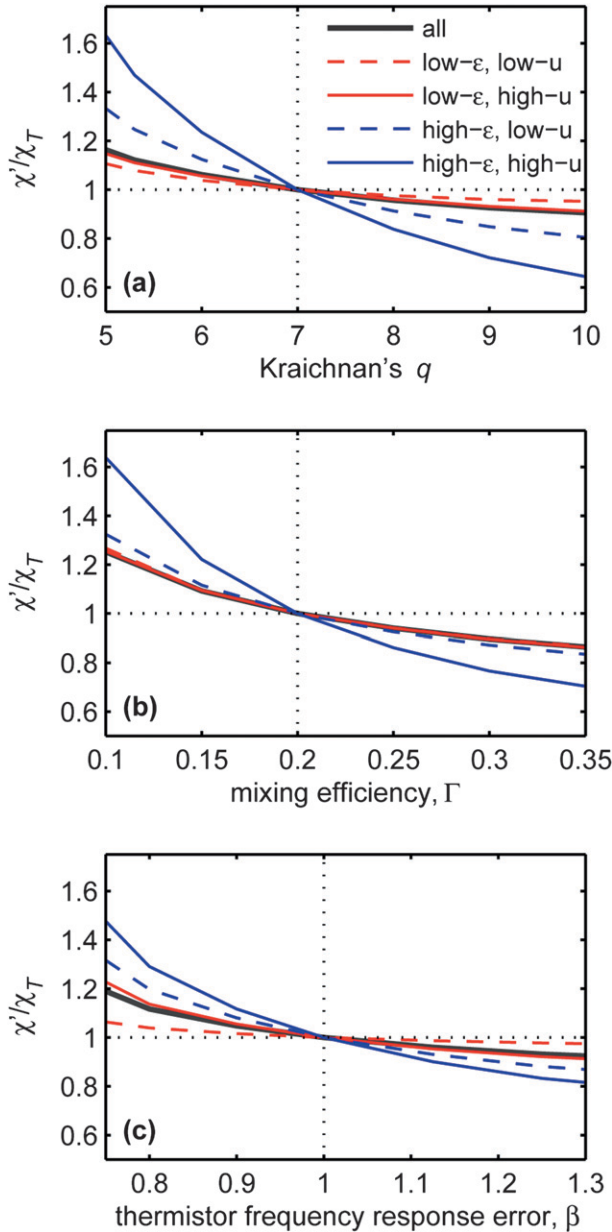 1.6
1.4
1.2
1
0.8
0.6
χ'/χT
all
low−ε, low−u
low−ε, high−u
high−ε, low−u
high−ε, high−u
(a)
5 6 7 8 9 10
Kraichnan's q
1.6
1.4
1.2
1
0.8
0.6
χ'/χT
(b)
0.1 0.15 0.2 0.25 0.3 0.35
mixing efficiency, Γ
1.6
1.4
1.2
1
0.8
0.6
χ'/χT
(c)
0.8 0.9 1 1.1 1.2 1.3
thermistor frequency response error, β